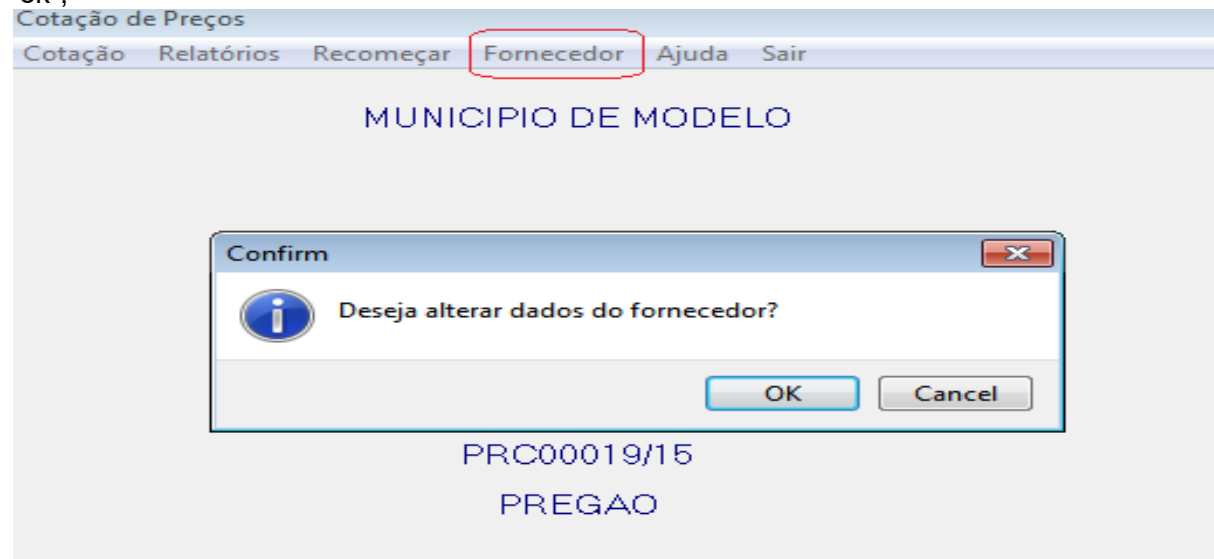 ok ,
Cotação de Preços
Cotação Relatórios Recomeçar Fornecedor Ajuda Sair
MUNICIPIO DE MODELO
Confirm
Deseja alterar dados do fornecedor?
OK Cancel
PRC00019/15
PREGAO